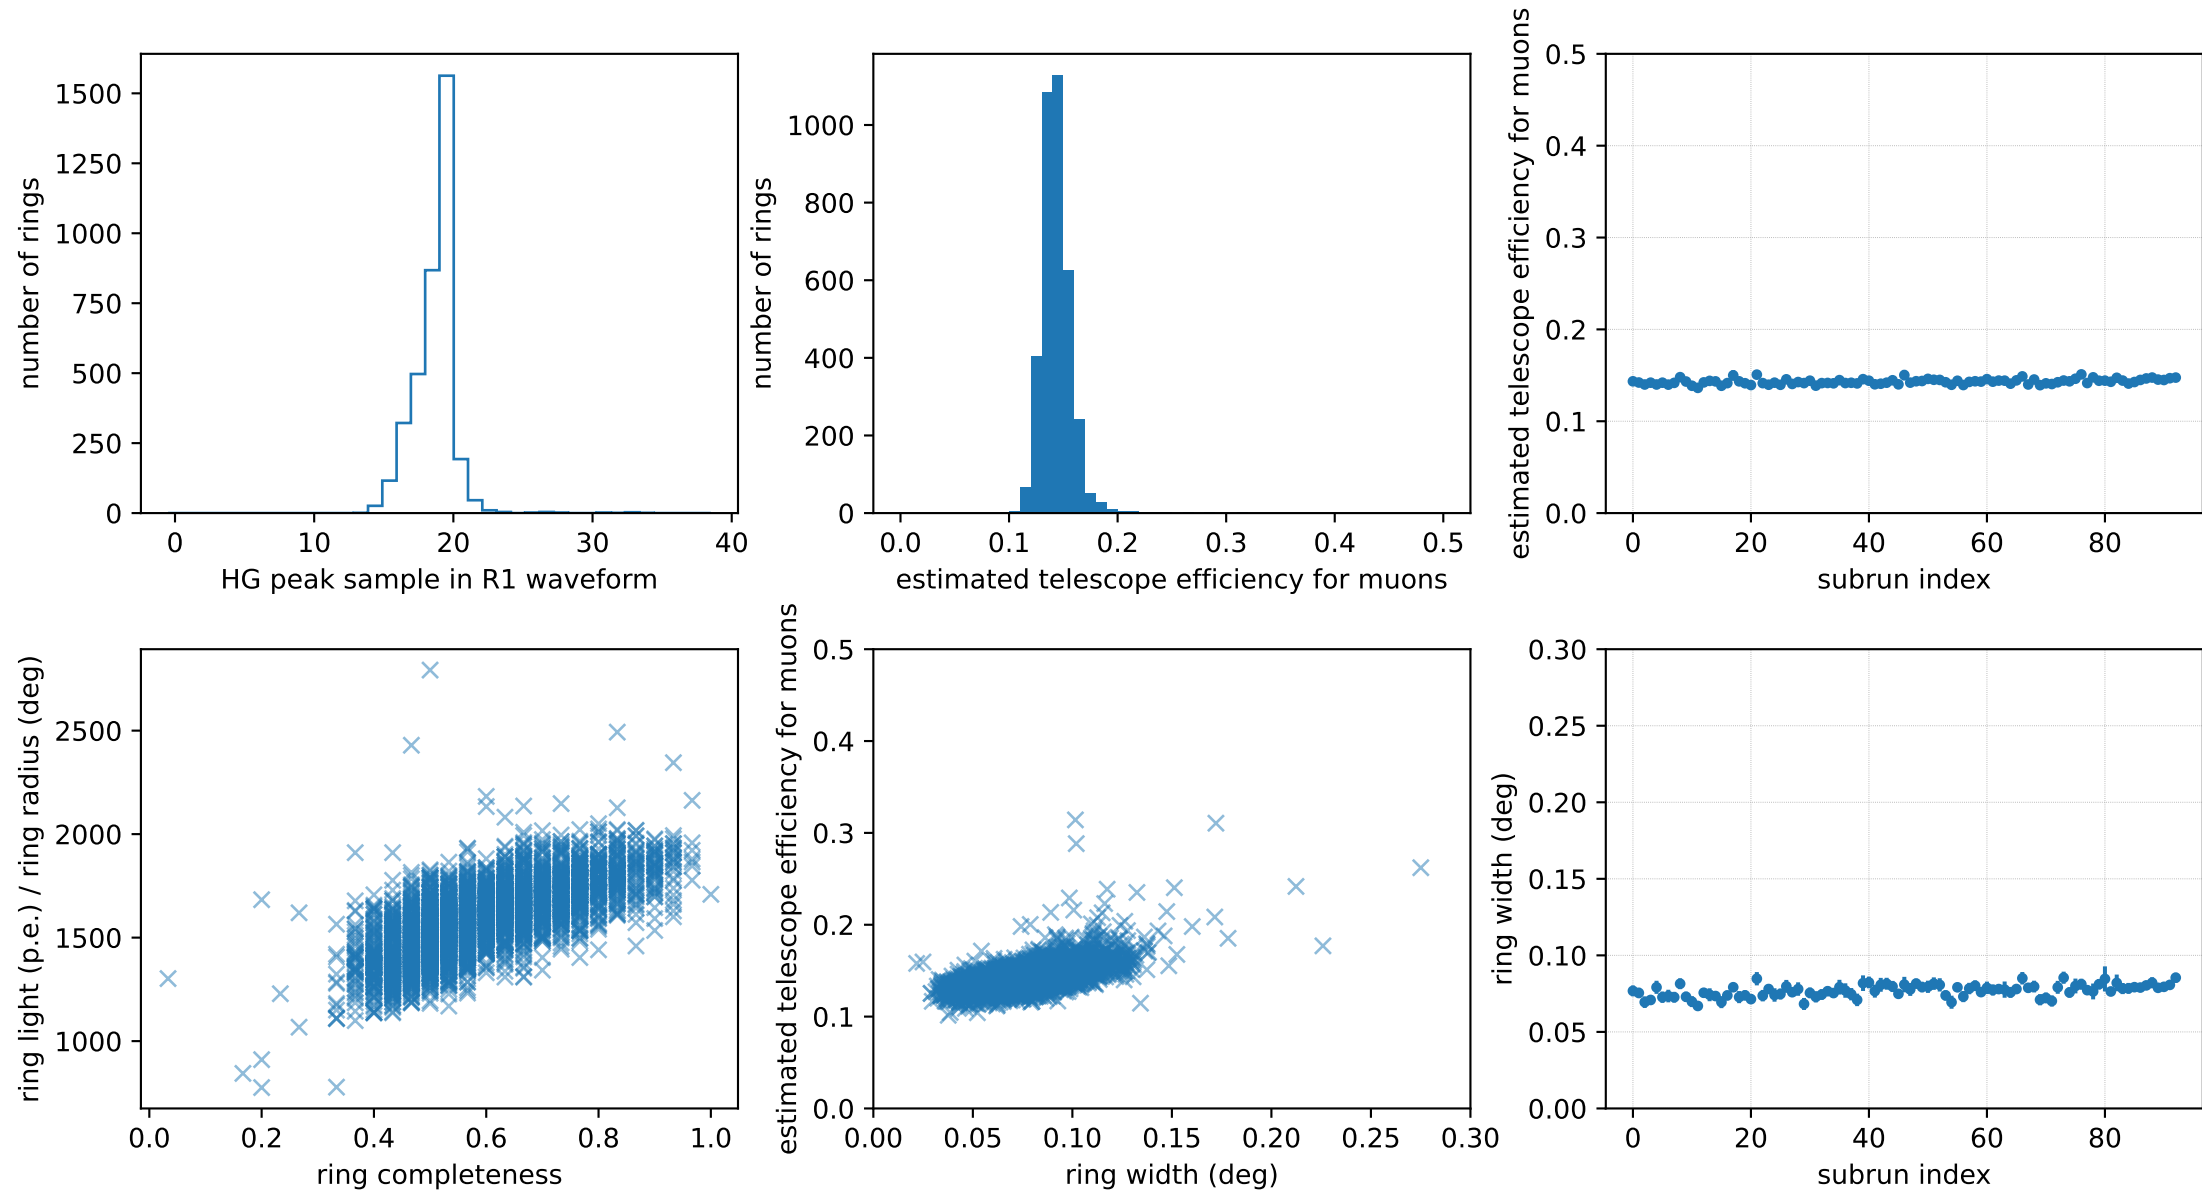 number of rings
1500
1250
1000
750
500
250
0
0 10 20 30 40
HG peak sample in R1 waveform
number of rings
1000
800
600
400
200
0
0.0 0.1 0.2 0.3 0.4 0.5
estimated telescope efficiency for muons
estimated telescope efficiency for muons
0.5
0.4
0.3
0.2
0.1
0.0
0 20 40 60 80
subrun index
ring light (p.e.) / ring radius (deg)
2500
2000
1500
1000
0.0 0.2 0.4 0.6 0.8 1.0
ring completeness
estimated telescope efficiency for muons
0.5
0.4
0.3
0.2
0.1
0.0
0.00 0.05 0.10 0.15 0.20 0.25 0.30
ring width (deg)
ring width (deg)
0.30
0.25
0.20
0.15
0.10
0.05
0.00
0 20 40 60 80
subrun index